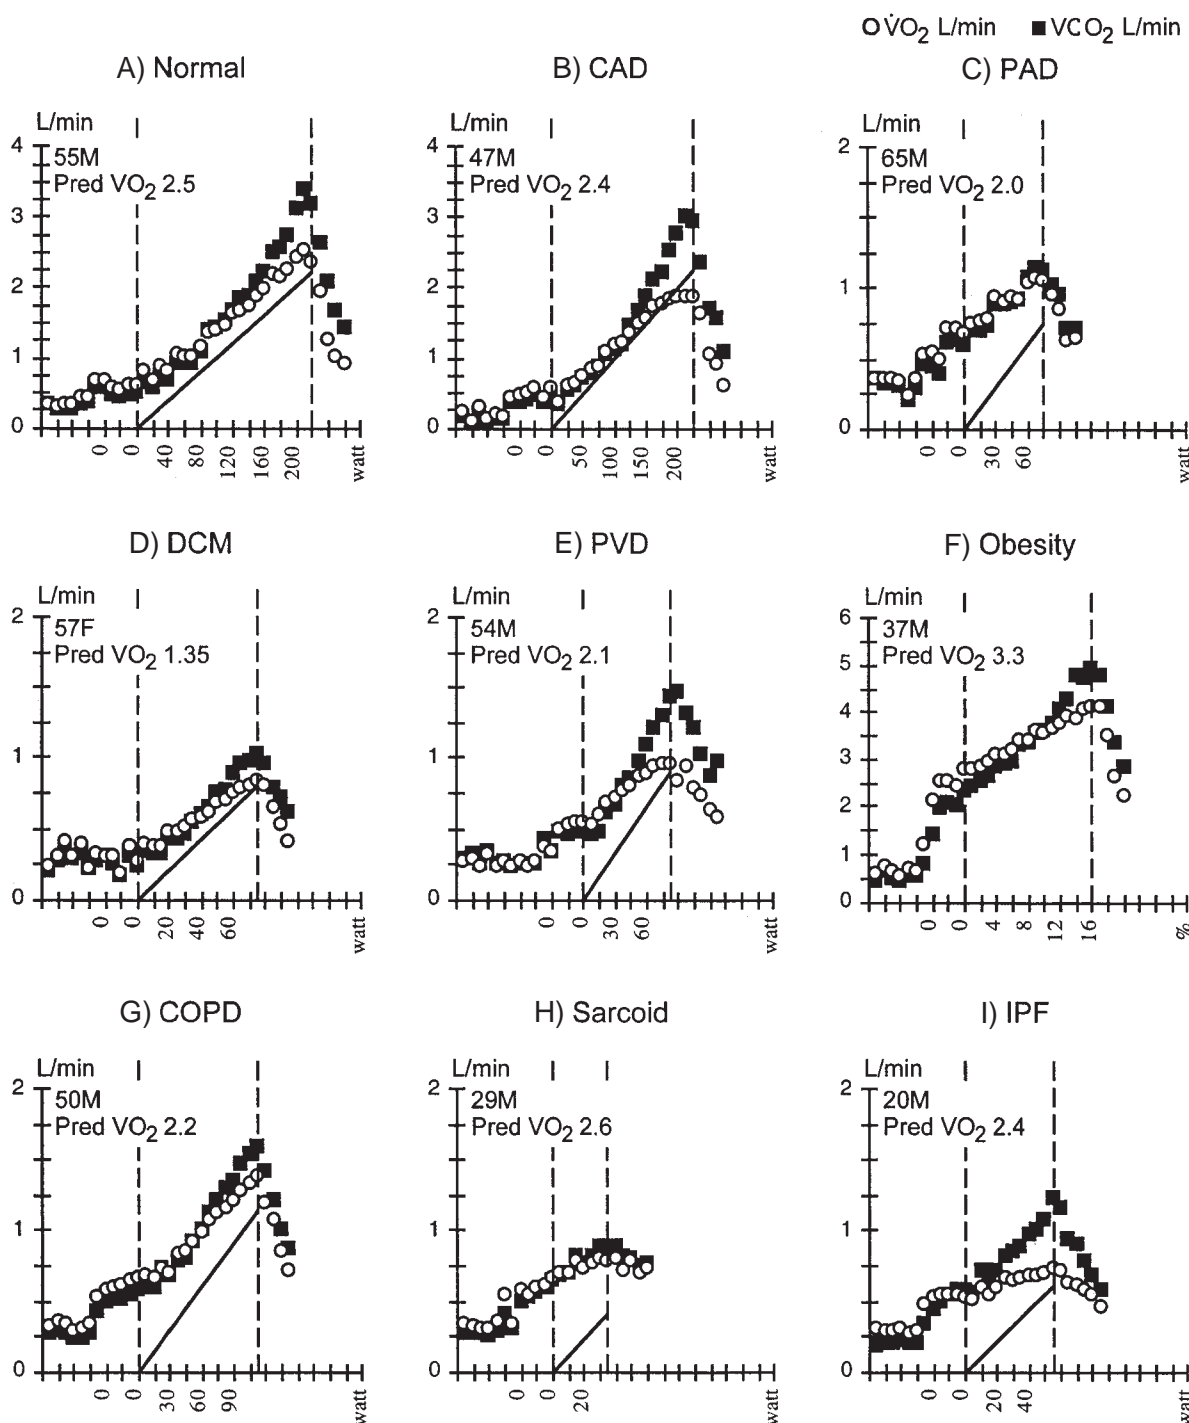 V̇O2 L/min VCO2 L/min
A) Normal
B) CAD
C) PAD
L/min
4
3
2
1
0
55M
Pred VO2 2.5
0 0 40 80 120 160 200 watt
L/min
4
3
2
1
0
47M
Pred VO2 2.4
0 0 50 100 150 200 watt
L/min
2
1
0
65M
Pred VO2 2.0
0 0 30 60 watt
D) DCM
E) PVD
F) Obesity
L/min
2
1
0
57F
Pred VO2 1.35
0 0 20 40 60 watt
L/min
2
1
0
54M
Pred VO2 2.1
0 0 30 60 watt
L/min
6
5
4
3
2
1
0
37M
Pred VO2 3.3
0 0 4 8 12 16 %
G) COPD
H) Sarcoid
I) IPF
L/min
2
1
0
50M
Pred VO2 2.2
0 0 30 60 90 watt
L/min
2
1
0
29M
Pred VO2 2.6
0 0 20 watt
L/min
2
1
0
20M
Pred VO2 2.4
0 0 20 40 watt